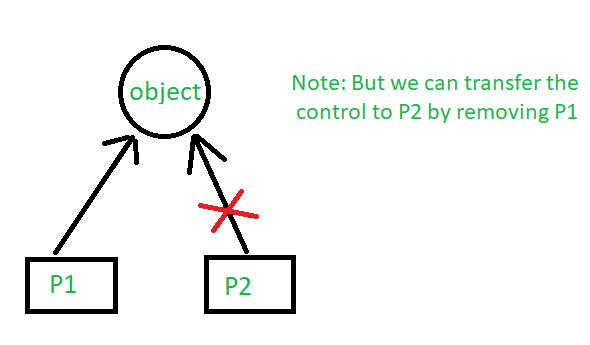 object
Note: But we can transfer the
control to P2 by removing P1
P1
P2